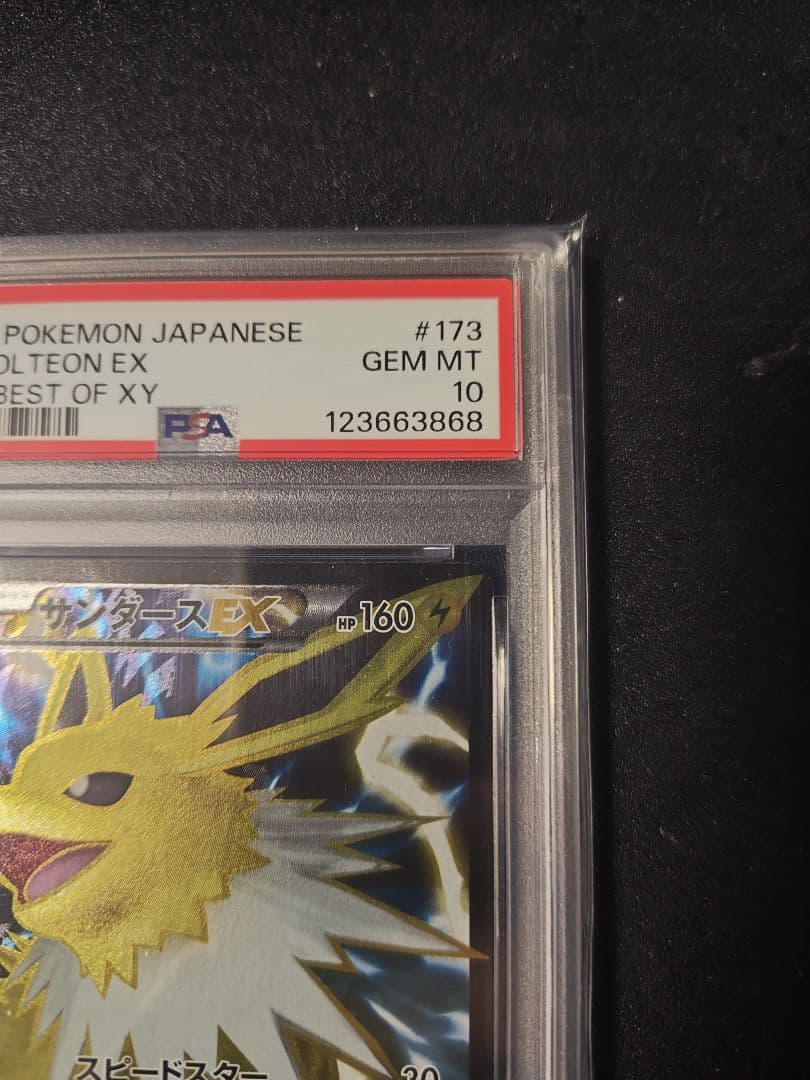 POKEMON JAPANESE #173
OLTEON EX GEM MT
BEST OF XY 10
PSA 123663868
サンダースEX HP160
スピードスター 30